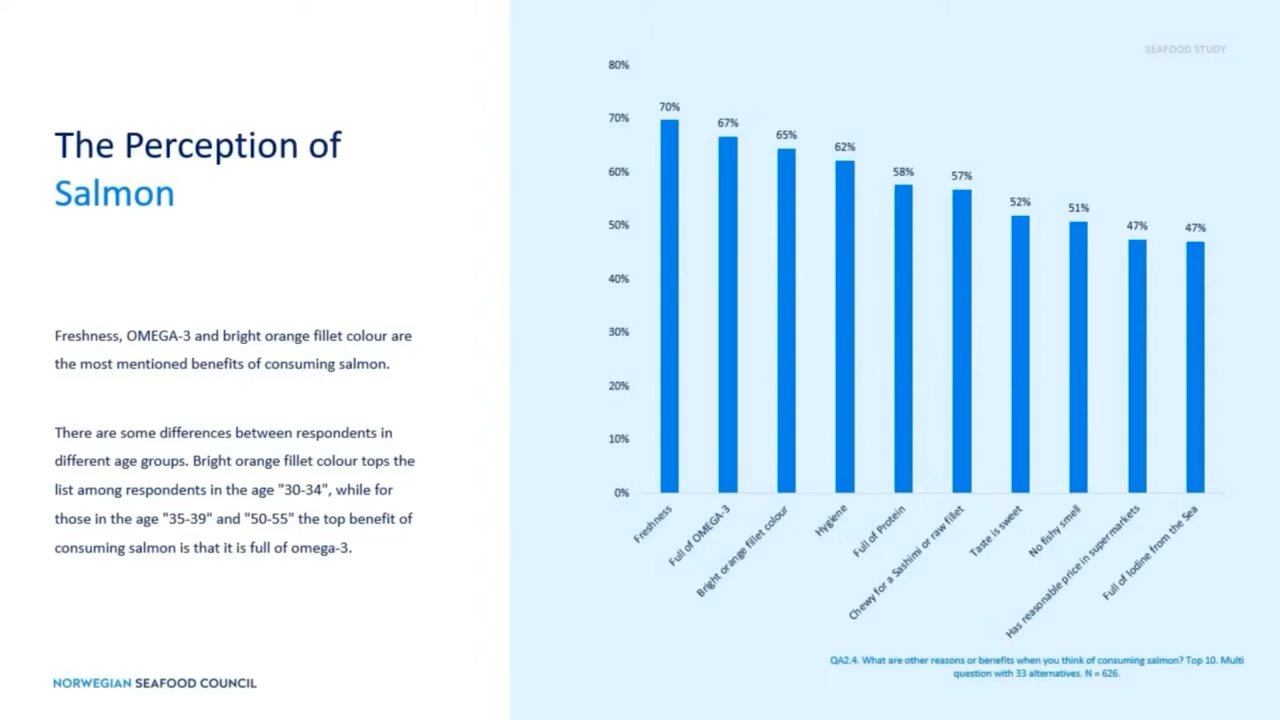 SEAFOOD STUDY
The Perception of
Salmon
Freshness, OMEGA-3 and bright orange fillet colour are
the most mentioned benefits of consuming salmon.
There are some differences between respondents in
different age groups. Bright orange fillet colour tops the
list among respondents in the age "30-34", while for
those in the age "35-39" and "50-55" the top benefit of
consuming salmon is that it is full of omega-3.
NORWEGIAN SEAFOOD COUNCIL
80%
70%
60%
50%
40%
30%
20%
10%
0%
70%
67%
65%
62%
58%
57%
52%
51%
47%
47%
Freshness
Full of OMEGA-3
Bright orange fillet colour
Hygiene
Full of Protein
Chewy for a Sashimi or raw fillet
Taste is sweet
No fishy smell
Has reasonable price in supermarkets
Full of Iodine from the Sea
QA2.4. What are other reasons or benefits when you think of consuming salmon? Top 10. Multi
question with 33 alternatives. N = 626.